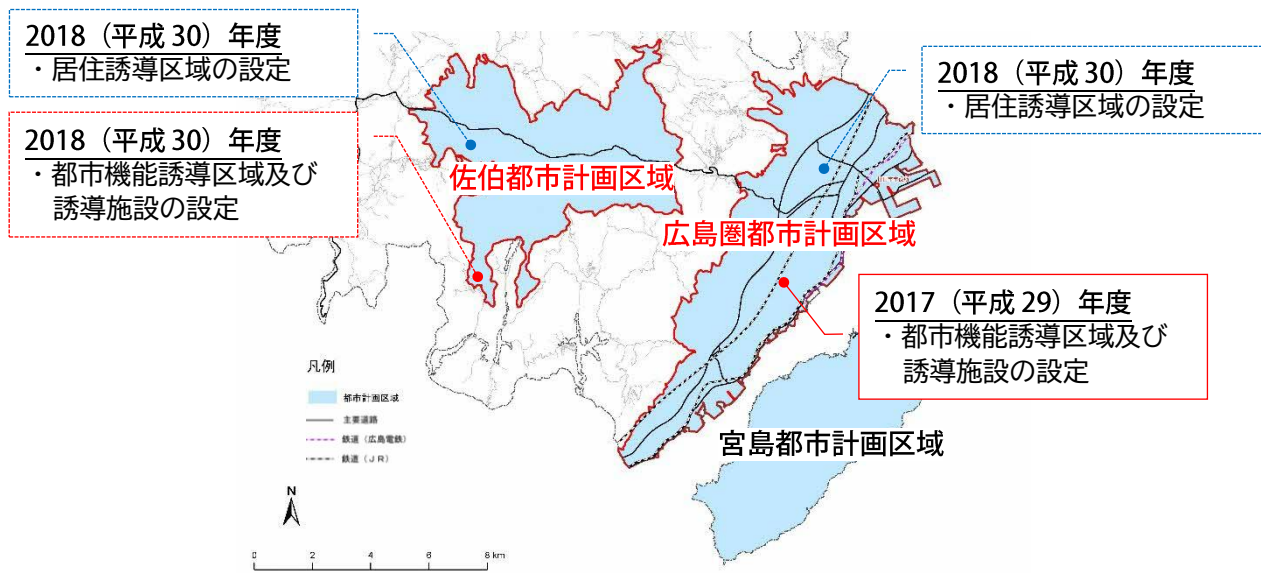 2018（平成 30）年度
・居住誘導区域の設定
2018（平成 30）年度
・都市機能誘導区域及び
誘導施設の設定
2018（平成 30）年度
・居住誘導区域の設定
佐伯都市計画区域
広島圏都市計画区域
2017（平成 29）年度
・都市機能誘導区域及び
誘導施設の設定
宮島都市計画区域
凡例
都市計画区域
主要道路
鉄道（広島電鉄）
鉄道（ＪＲ）
N
0 2 4 6 8 km